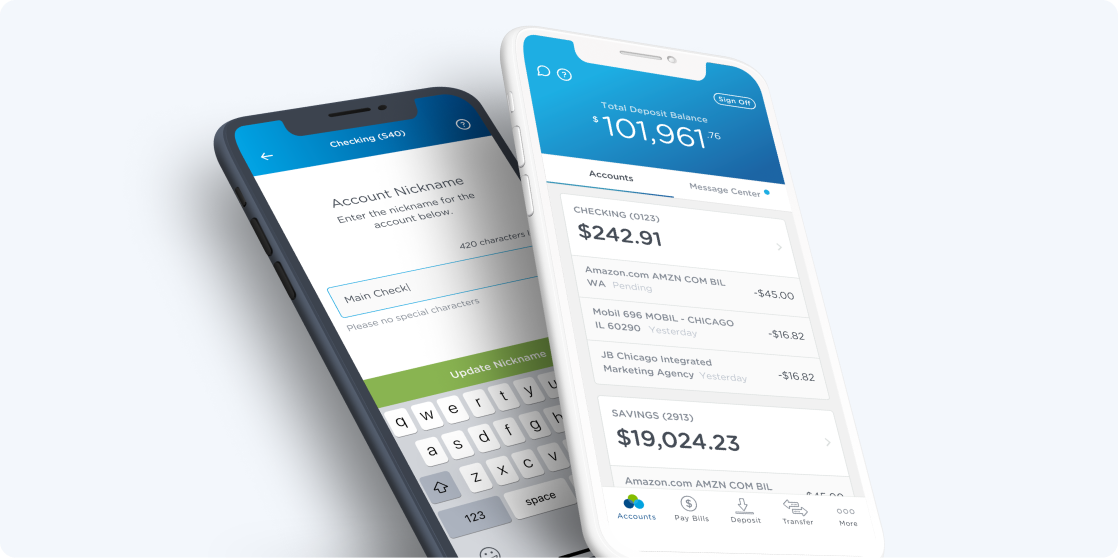 Checking (S40)
Account Nickname
Enter the nickname for the
account below.
420 characters
Main Check
Please no special characters
Update Nickname
q w e r t y u
a s d f g h
z x c v
123
space
Sign Off
Total Deposit Balance
$101,961.76
Accounts
Message Center
CHECKING (0123)
$242.91
Amazon.com AMZN COM BIL
WA Pending
-$45.00
Mobil 696 MOBIL - CHICAGO
IL 60290 Yesterday
-$16.82
JB Chicago Integrated
Marketing Agency Yesterday
-$16.82
SAVINGS (2913)
$19,024.23
Amazon.com AMZN COM BIL
Accounts
Pay Bills
Deposit
Transfer
More